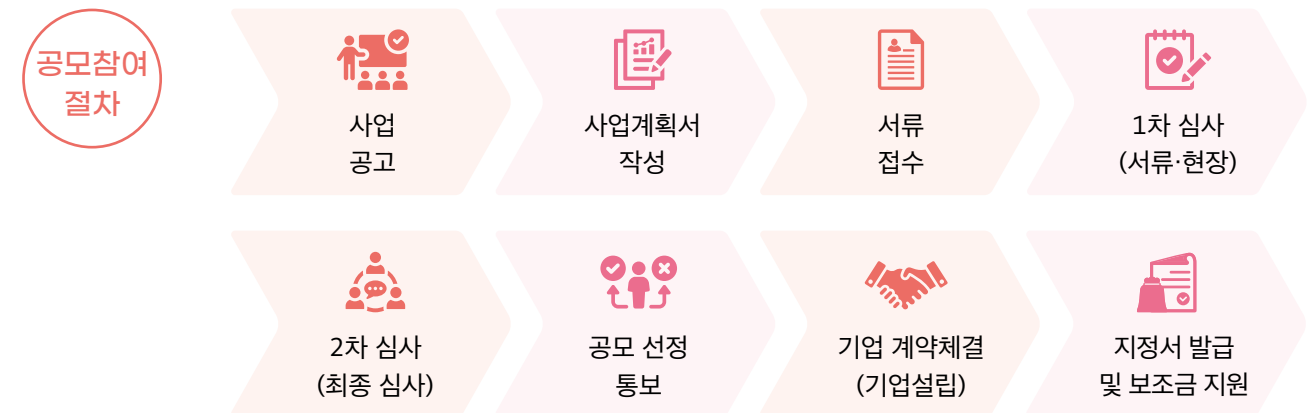 공모참여
절차
사업
공고
사업계획서
작성
서류
접수
1차 심사
(서류·현장)
2차 심사
(최종 심사)
공모 선정
통보
기업 계약체결
(기업설립)
지정서 발급
및 보조금 지원